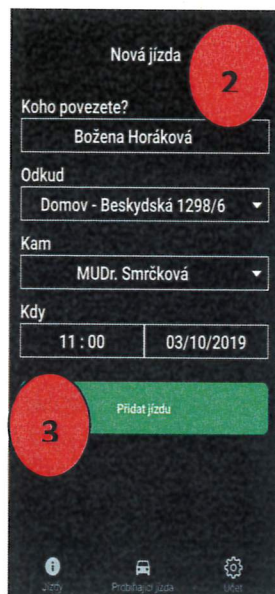 Nová jízda
2
Koho povezete?
Božena Horáková
Odkud
Domov - Beskydská 1298/6
Kam
MUDr. Smrčková
Kdy
11 : 00
03/10/2019
Přidat jízdu
3
Jízdy
Probíhající jízda
Účet